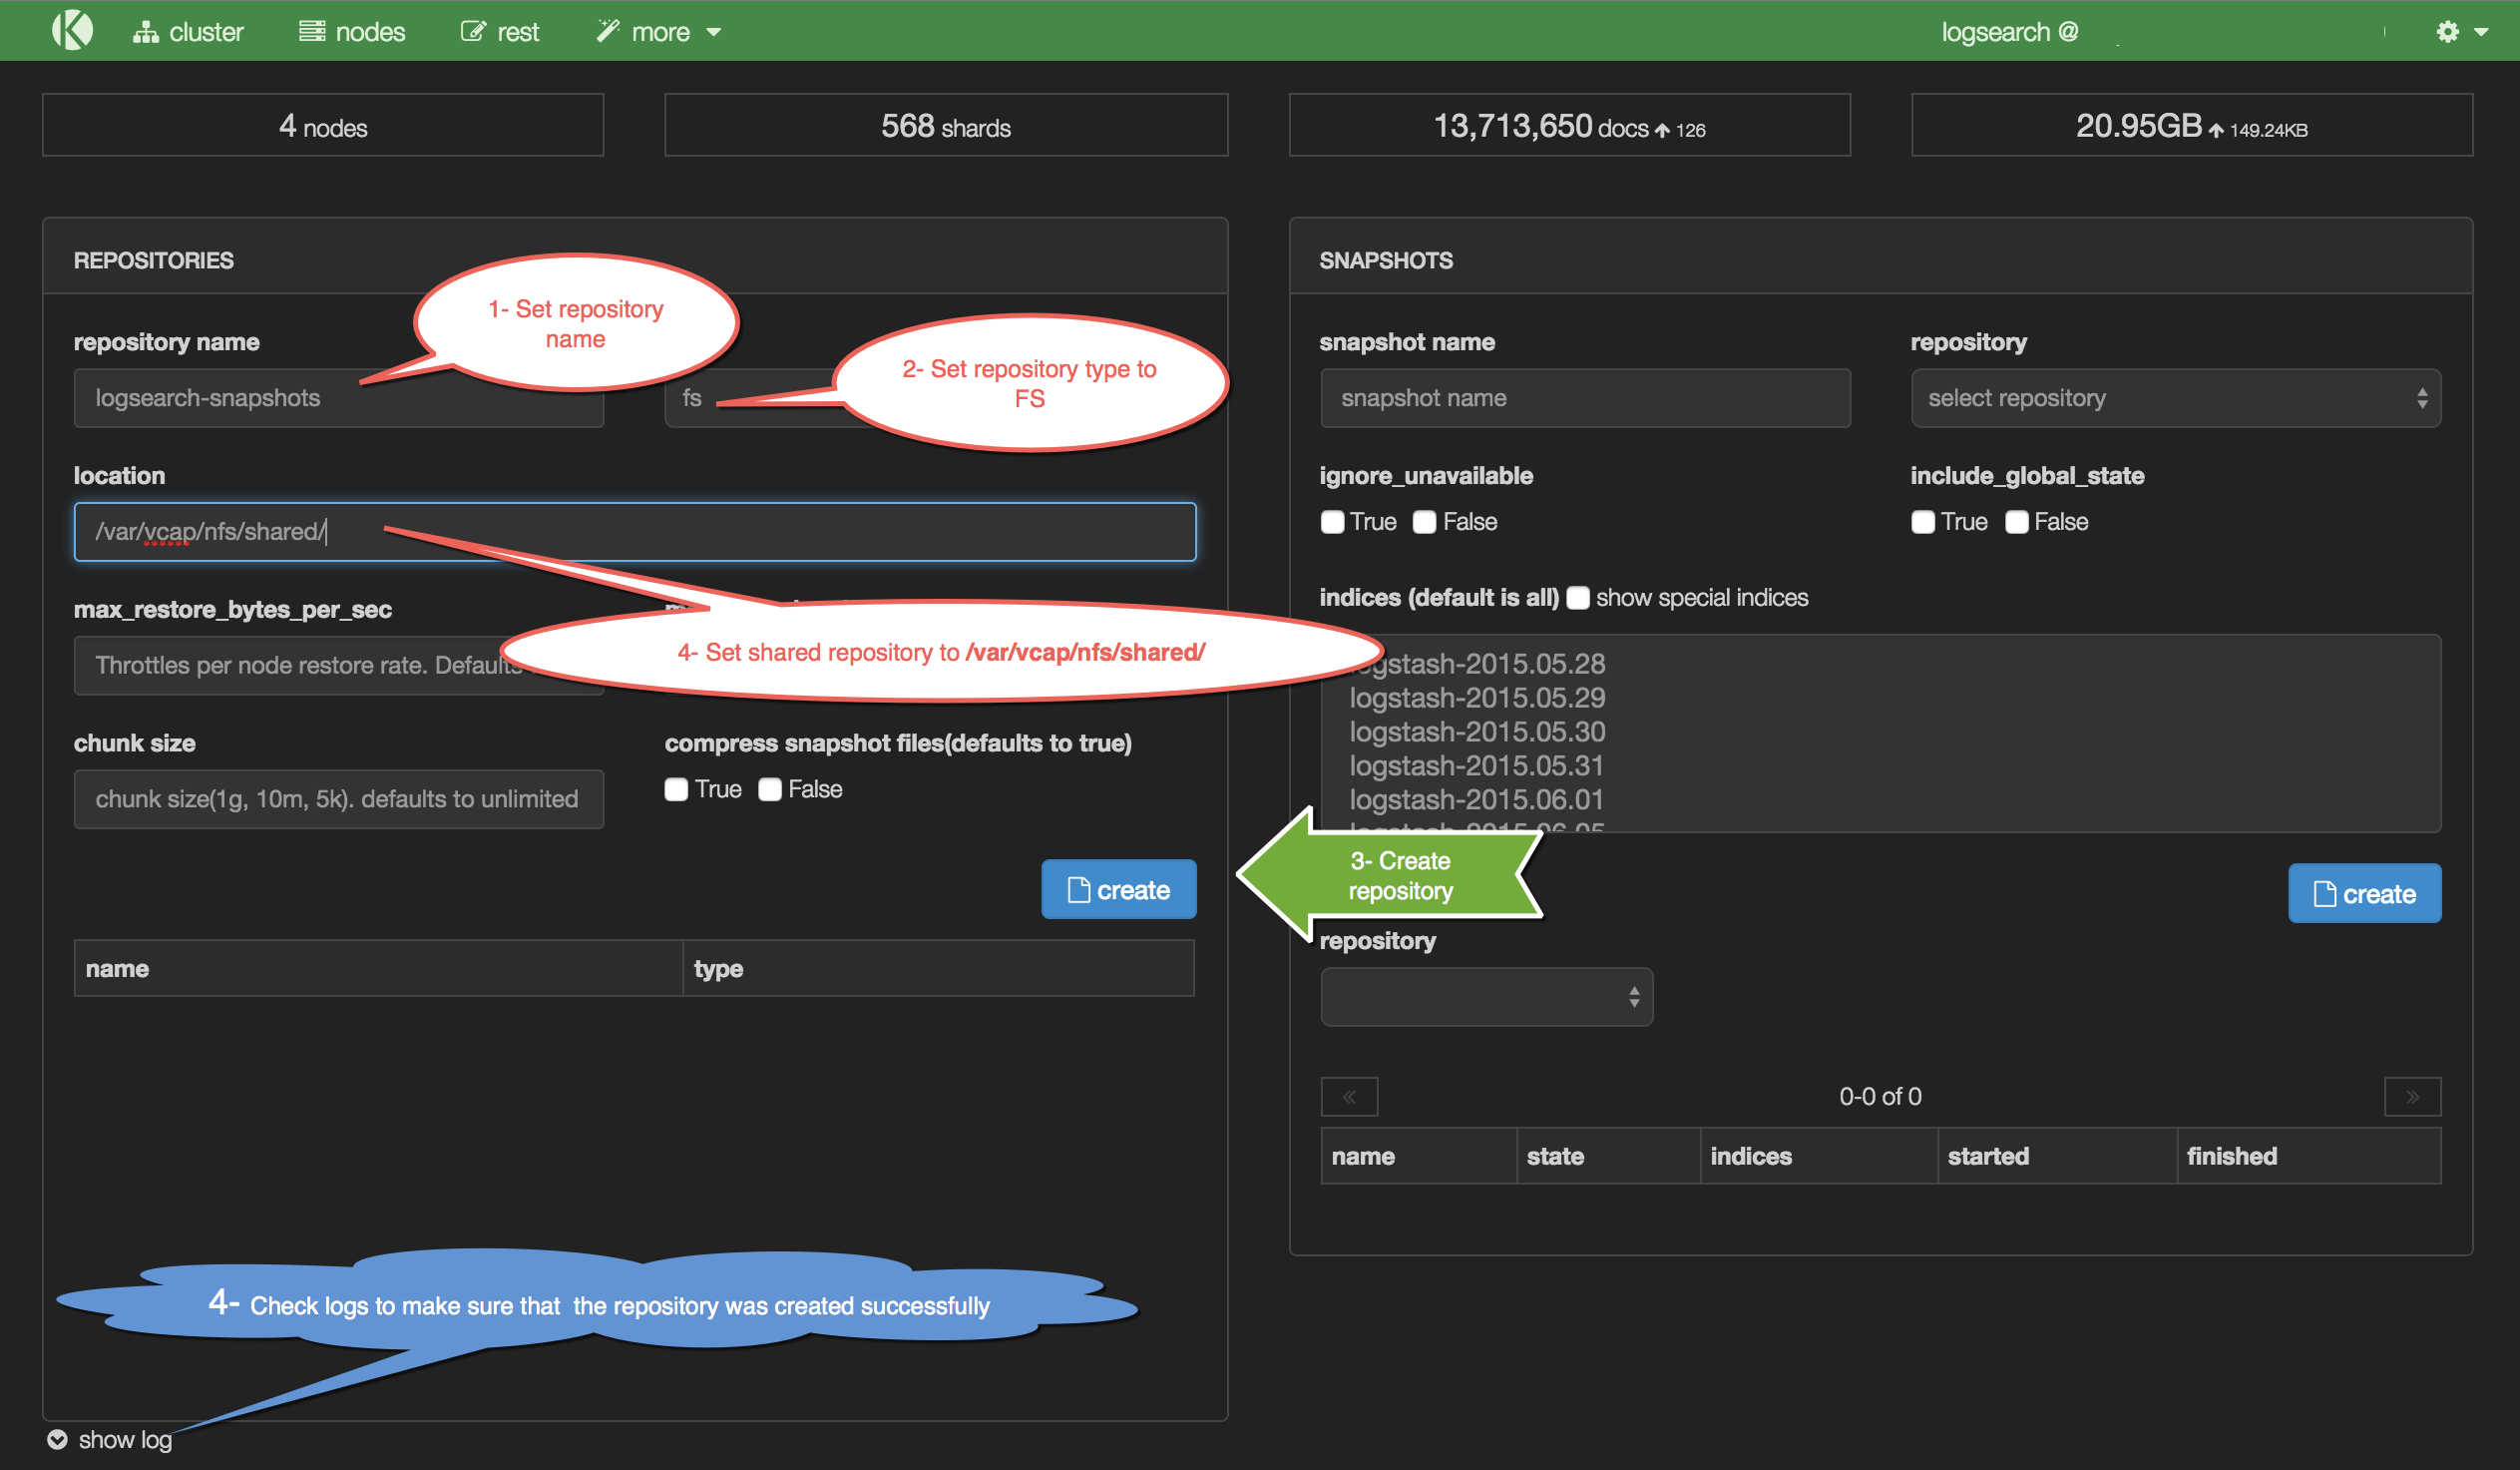 cluster
nodes
rest
more
logsearch @
4 nodes
568 shards
13,713,650 docs 126
20.95GB 149.24KB
REPOSITORIES
1- Set repository
name
repository name
logsearch-snapshots
fs
2- Set repository type to
FS
location
/var/vcap/nfs/shared/
max_restore_bytes_per_sec
Throttles per node restore rate. Defaults
4- Set shared repository to /var/vcap/nfs/shared/
chunk size
chunk size(1g, 10m, 5k). defaults to unlimited
compress snapshot files(defaults to true)
True False
create
3- Create
repository
name type
4- Check logs to make sure that the repository was created successfully
show log
SNAPSHOTS
snapshot name
snapshot name
repository
select repository
ignore_unavailable
True False
include_global_state
True False
indices (default is all) show special indices
logstash-2015.05.28
logstash-2015.05.29
logstash-2015.05.30
logstash-2015.05.31
logstash-2015.06.01
create
repository
« 0-0 of 0 »
name state indices started finished